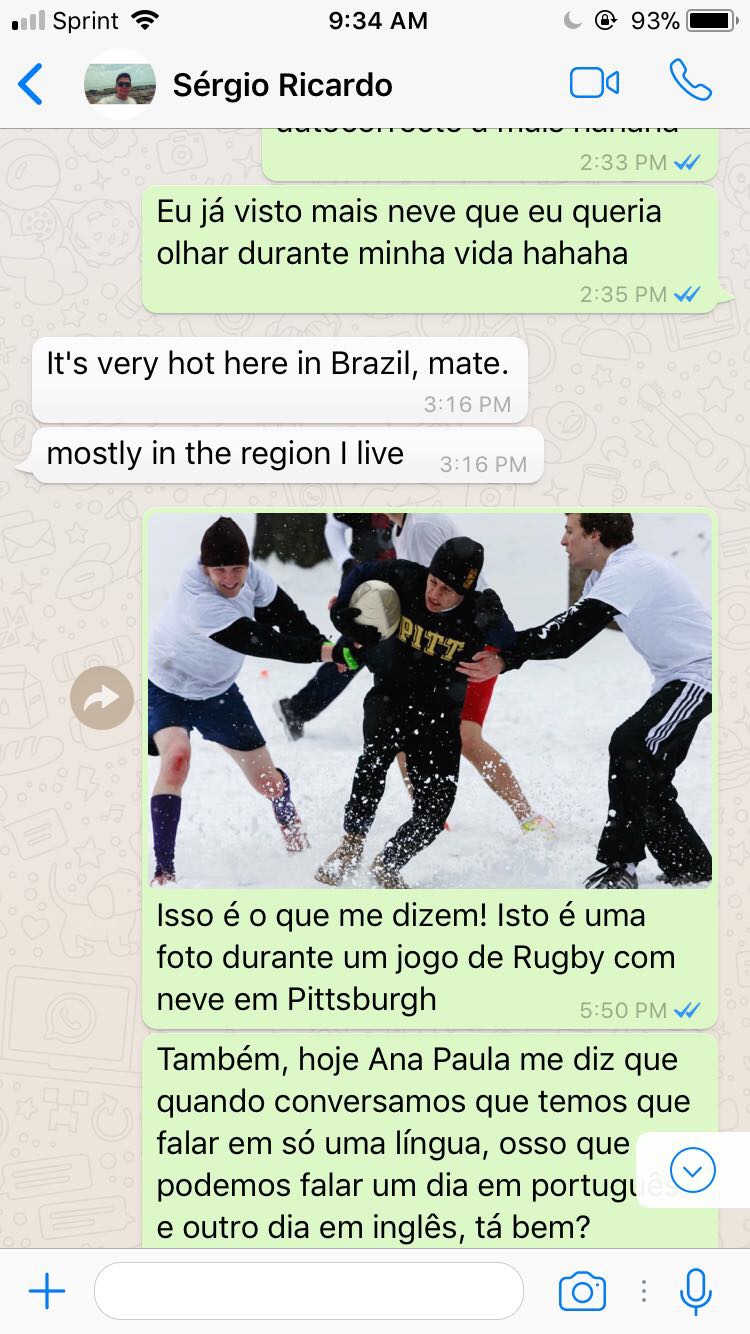 Sprint 9:34 AM 93%
Sérgio Ricardo
2:33 PM
Eu já visto mais neve que eu queria
olhar durante minha vida hahaha
2:35 PM
It's very hot here in Brazil, mate.
3:16 PM
mostly in the region I live 3:16 PM
PITT
Isso é o que me dizem! Isto é uma
foto durante um jogo de Rugby com
neve em Pittsburgh 5:50 PM
Também, hoje Ana Paula me diz que
quando conversamos que temos que
falar em só uma língua, osso que
podemos falar um dia em português
e outro dia em inglês, tá bem?